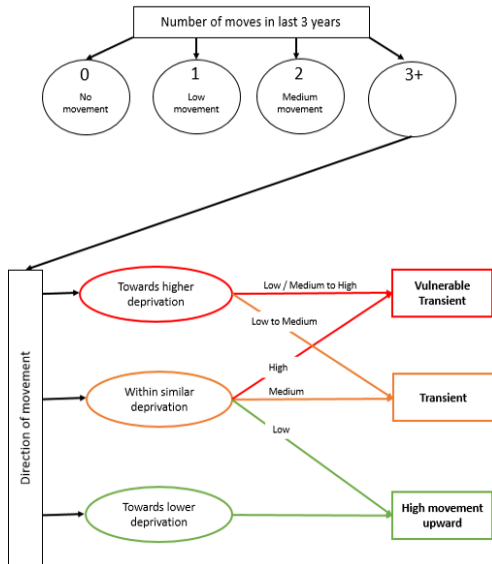 Number of moves in last 3 years
0
No
movement
1
Low
movement
2
Medium
movement
3+
Direction of movement
Towards higher
deprivation
Low / Medium to High
Vulnerable
Transient
Low to Medium
High
Within similar
deprivation
Medium
Transient
Low
Towards lower
deprivation
High movement
upward